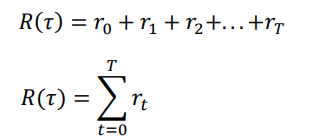 R(τ) = r₀ + r₁ + r₂+...+r_T
R(τ) = ∑_{t=0}^{T} r_t